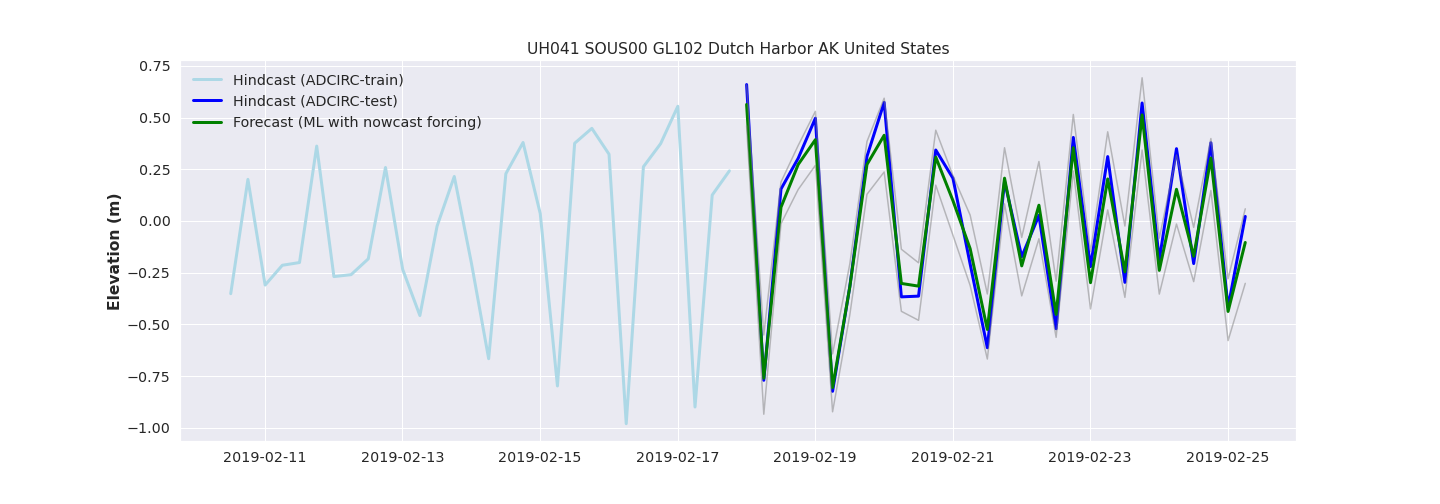 UH041 SOUS00 GL102 Dutch Harbor AK United States
Hindcast (ADCIRC-train)
Hindcast (ADCIRC-test)
Forecast (ML with nowcast forcing)
Elevation (m)
0.75
0.50
0.25
0.00
−0.25
−0.50
−0.75
−1.00
2019-02-11 2019-02-13 2019-02-15 2019-02-17 2019-02-19 2019-02-21 2019-02-23 2019-02-25